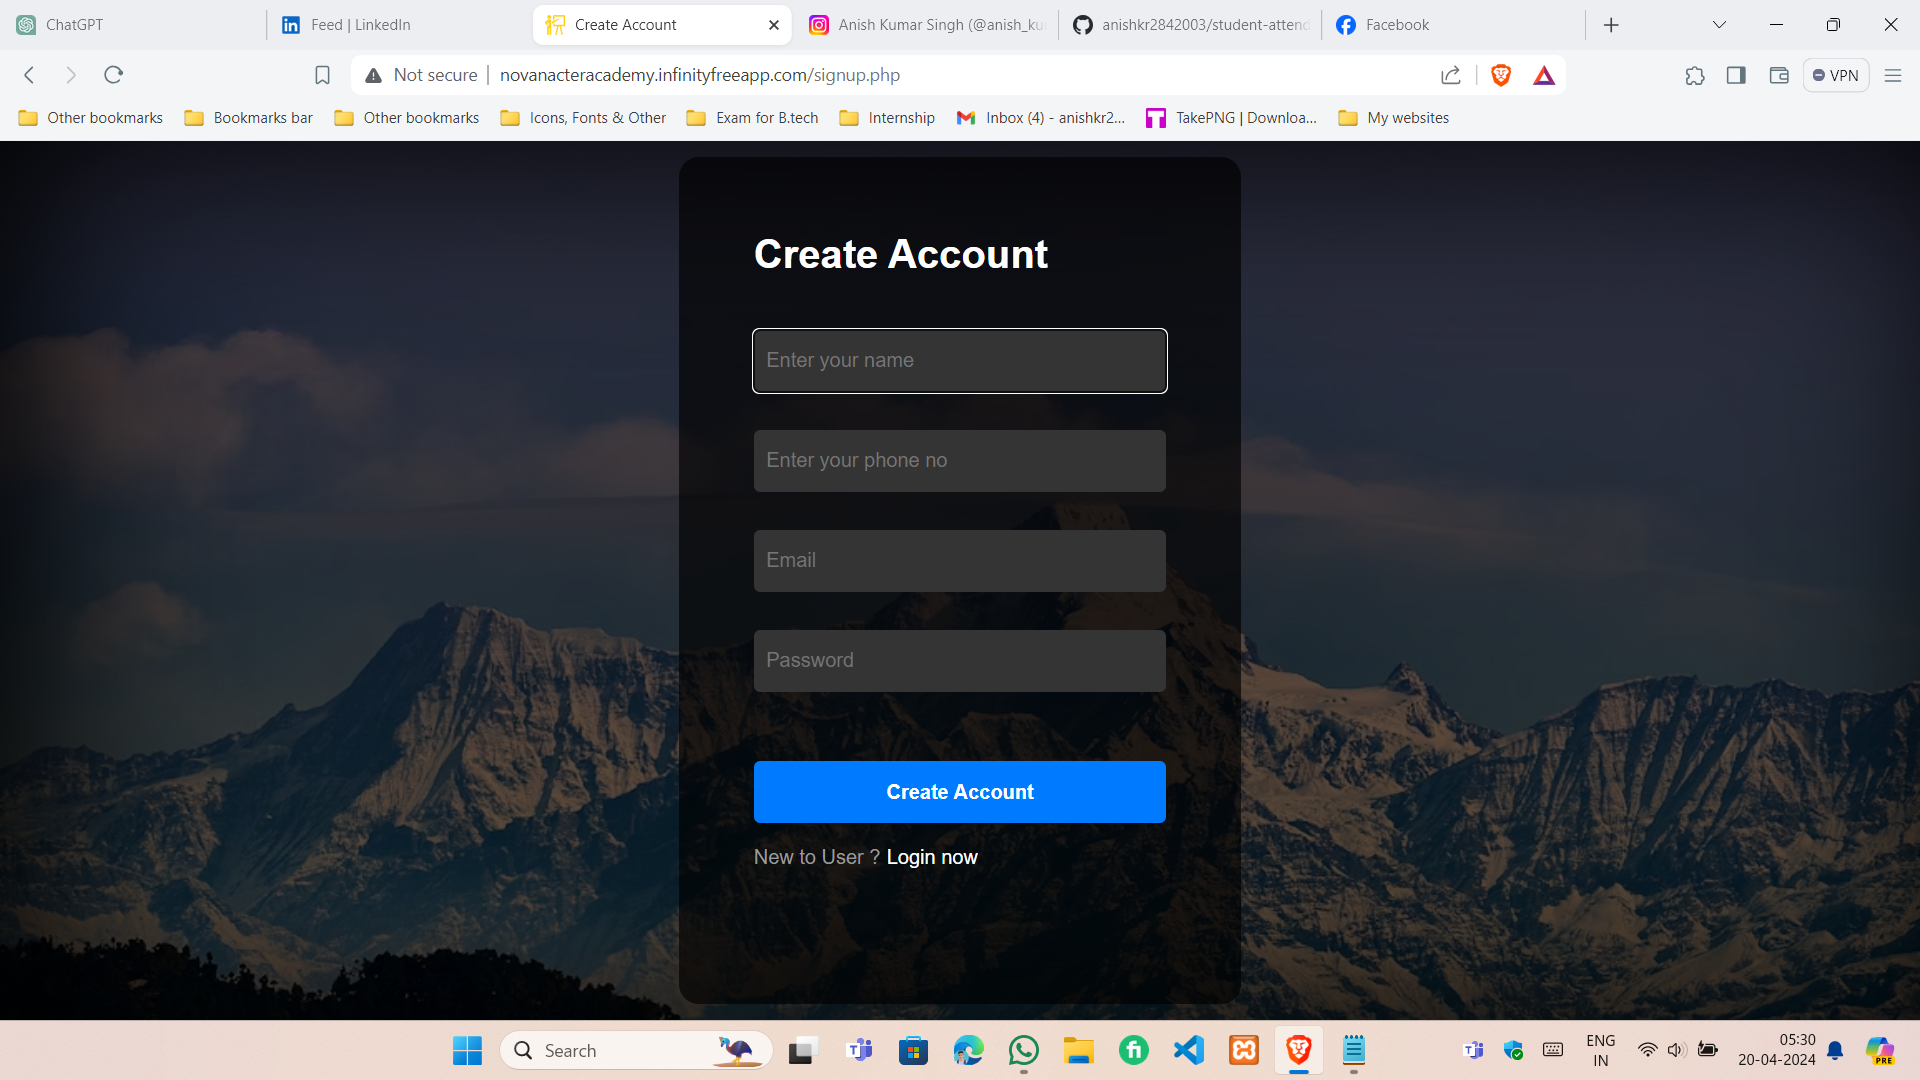 ChatGPT
Feed | LinkedIn
Create Account
Anish Kumar Singh (@anish_ku
anishkr2842003/student-attend
Facebook
Not secure
novanacteracademy.infinityfreeapp.com/signup.php
VPN
Other bookmarks
Bookmarks bar
Other bookmarks
Icons, Fonts & Other
Exam for B.tech
Internship
Inbox (4) - anishkr2...
TakePNG | Downloa...
My websites
Create Account
Enter your name
Enter your phone no
Email
Password
Create Account
New to User ? Login now
Search
ENG
IN
05:30
20-04-2024
PRE